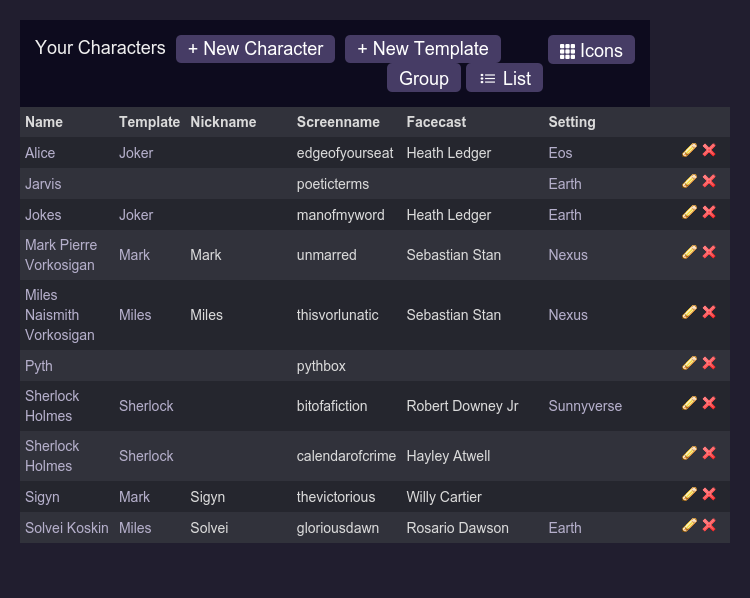 Your Characters + New Character + New Template Icons
Group List
Name Template Nickname Screenname Facecast Setting
Alice Joker edgeofyourseat Heath Ledger Eos
Jarvis poeticterms Earth
Jokes Joker manofmyword Heath Ledger Earth
Mark Pierre
Vorkosigan Mark Mark unmarred Sebastian Stan Nexus
Miles
Naismith
Vorkosigan Miles Miles thisvorlunatic Sebastian Stan Nexus
Pyth pythbox
Sherlock
Holmes Sherlock bitofafiction Robert Downey Jr Sunnyverse
Sherlock
Holmes Sherlock calendarofcrime Hayley Atwell
Sigyn Mark Sigyn thevictorious Willy Cartier
Solvei Koskin Miles Solvei gloriousdawn Rosario Dawson Earth